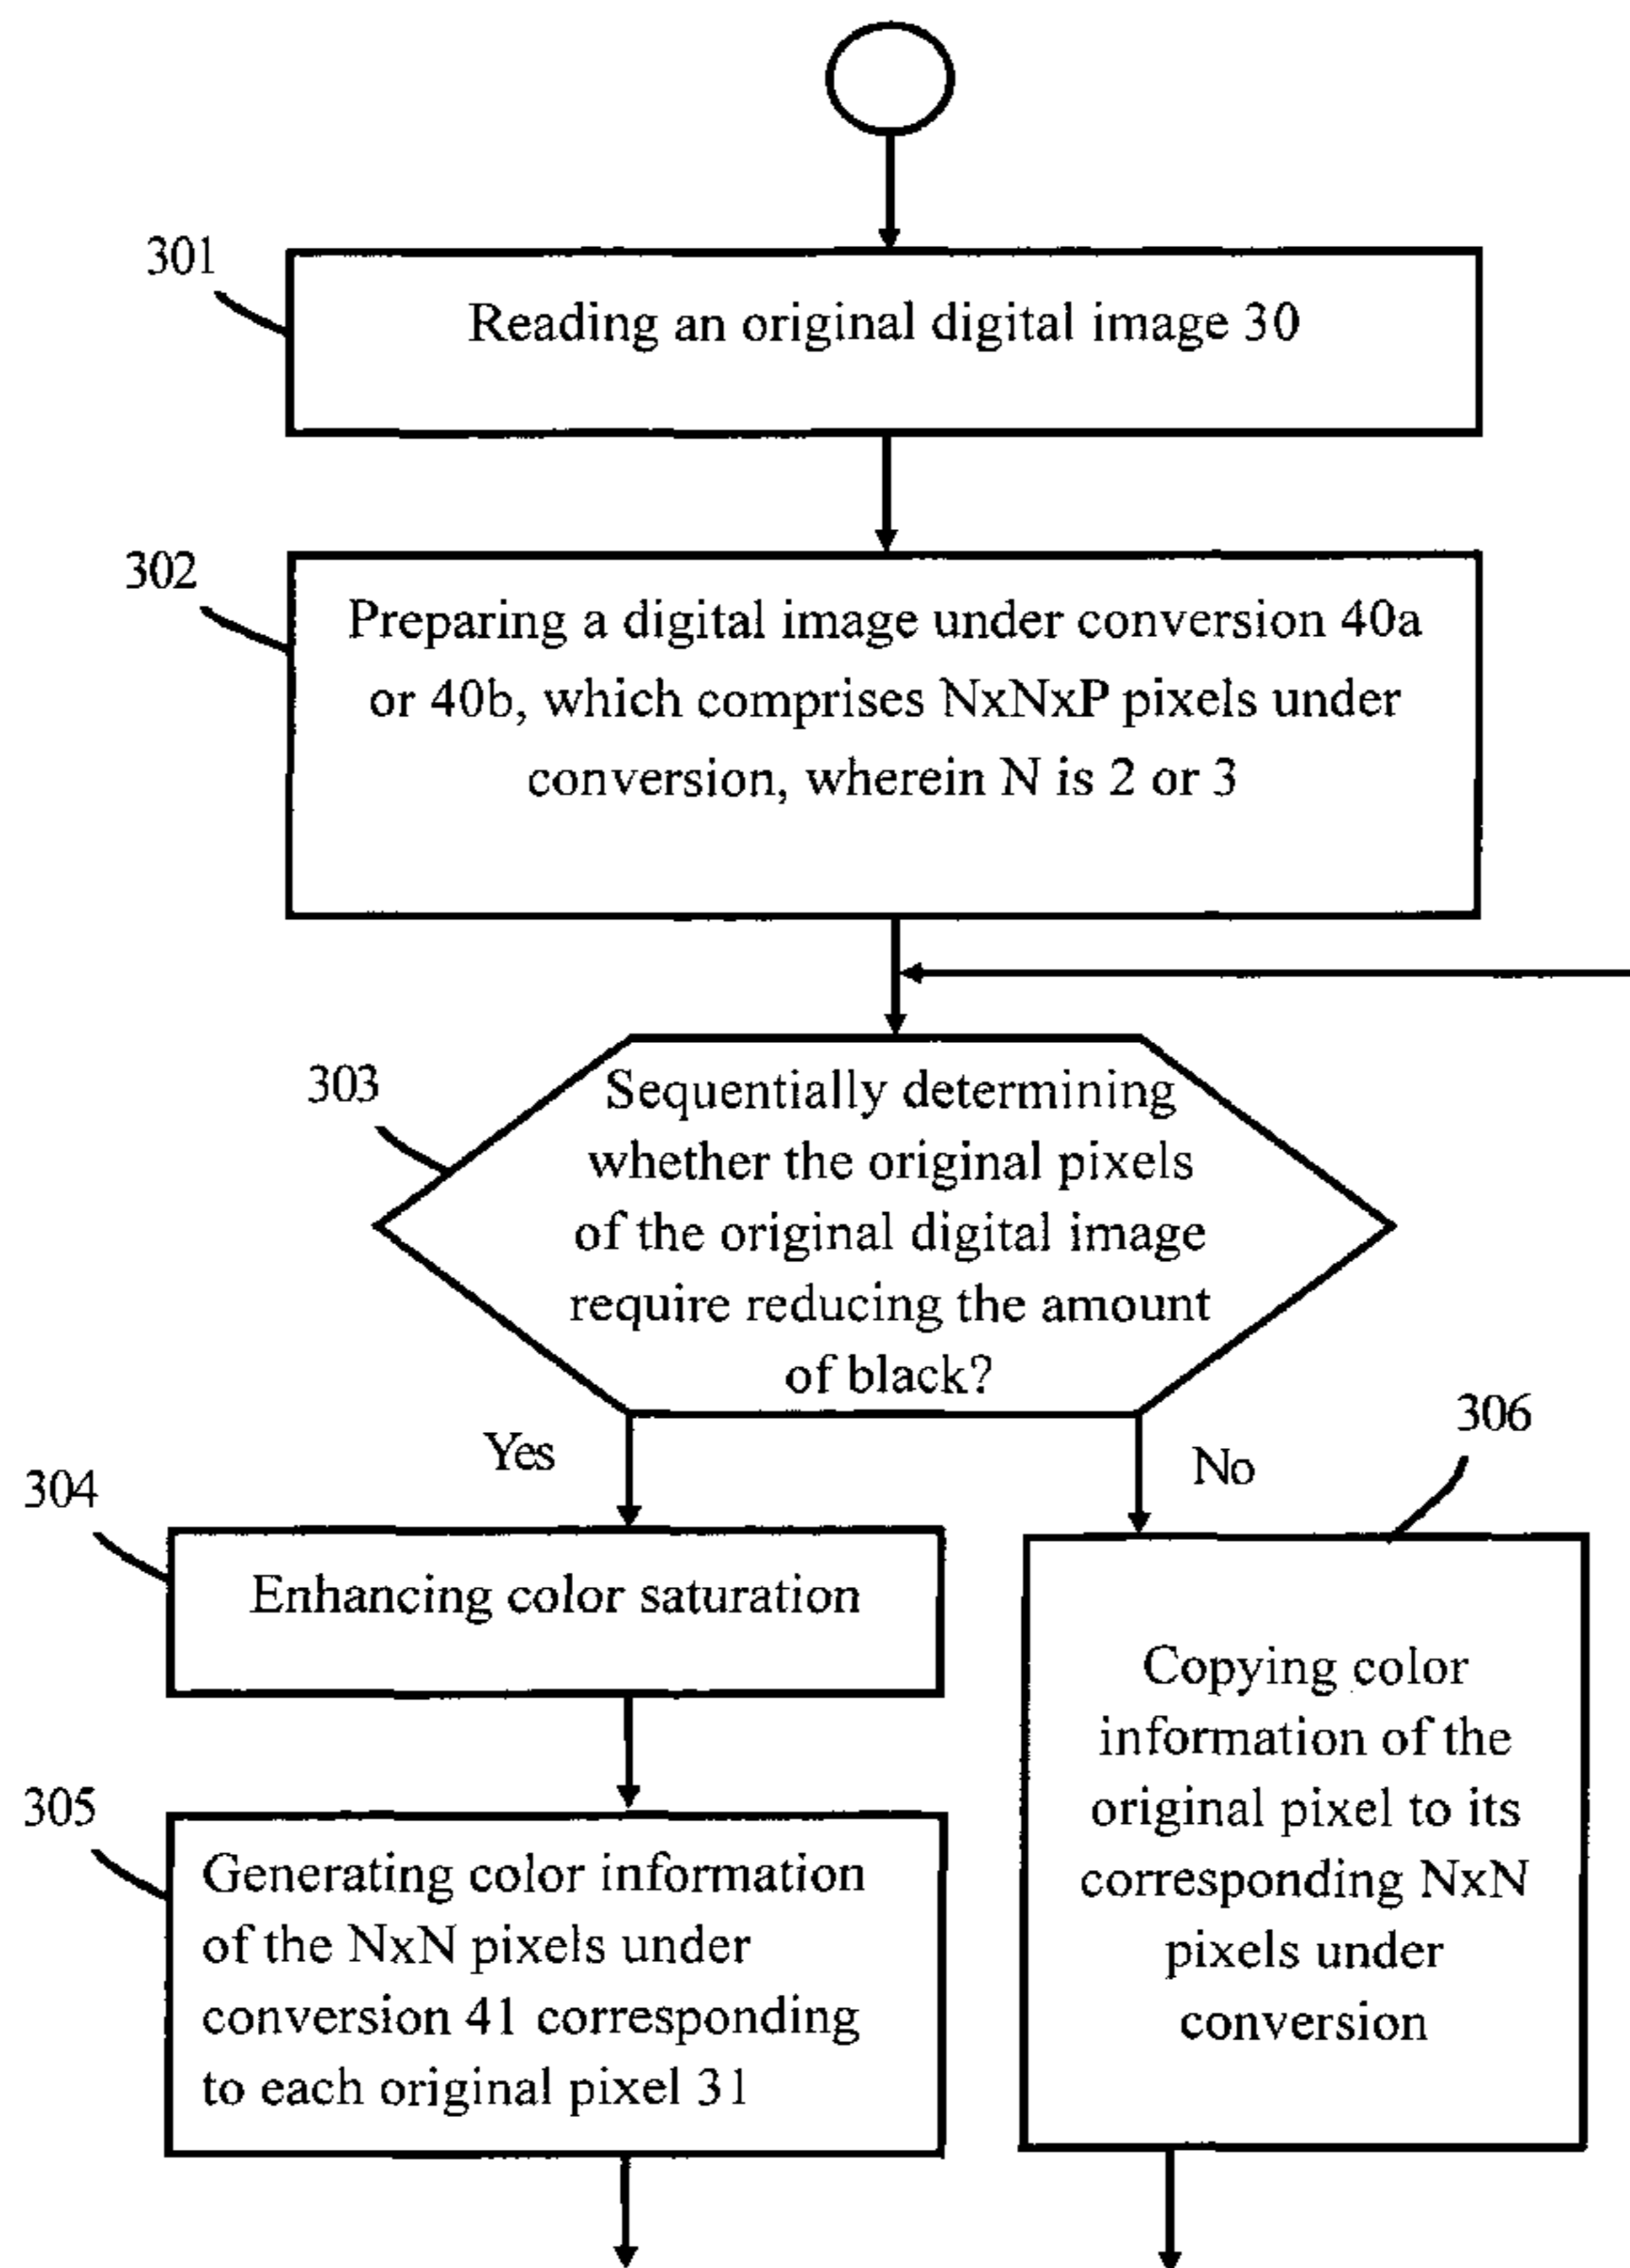 301
Reading an original digital image 30
302
Preparing a digital image under conversion 40a
or 40b, which comprises NxNxP pixels under
conversion, wherein N is 2 or 3
303
Sequentially determining
whether the original pixels
of the original digital image
require reducing the amount
of black?
Yes
No
306
304
Enhancing color saturation
Copying color
information of the
original pixel to its
corresponding NxN
pixels under
conversion
305
Generating color information
of the NxN pixels under
conversion 41 corresponding
to each original pixel 31